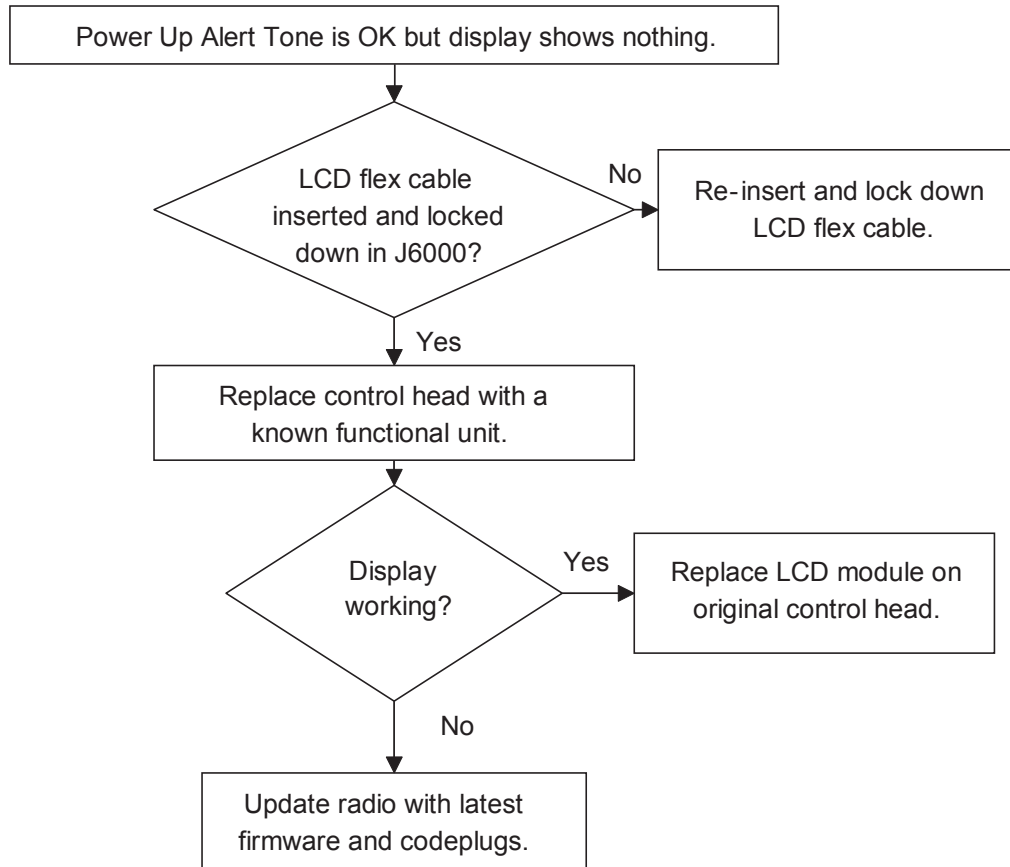 Power Up Alert Tone is OK but display shows nothing.
LCD flex cable
inserted and locked
down in J6000?
No
Re-insert and lock down
LCD flex cable.
Yes
Replace control head with a
known functional unit.
Display
working?
Yes
Replace LCD module on
original control head.
No
Update radio with latest
firmware and codeplugs.